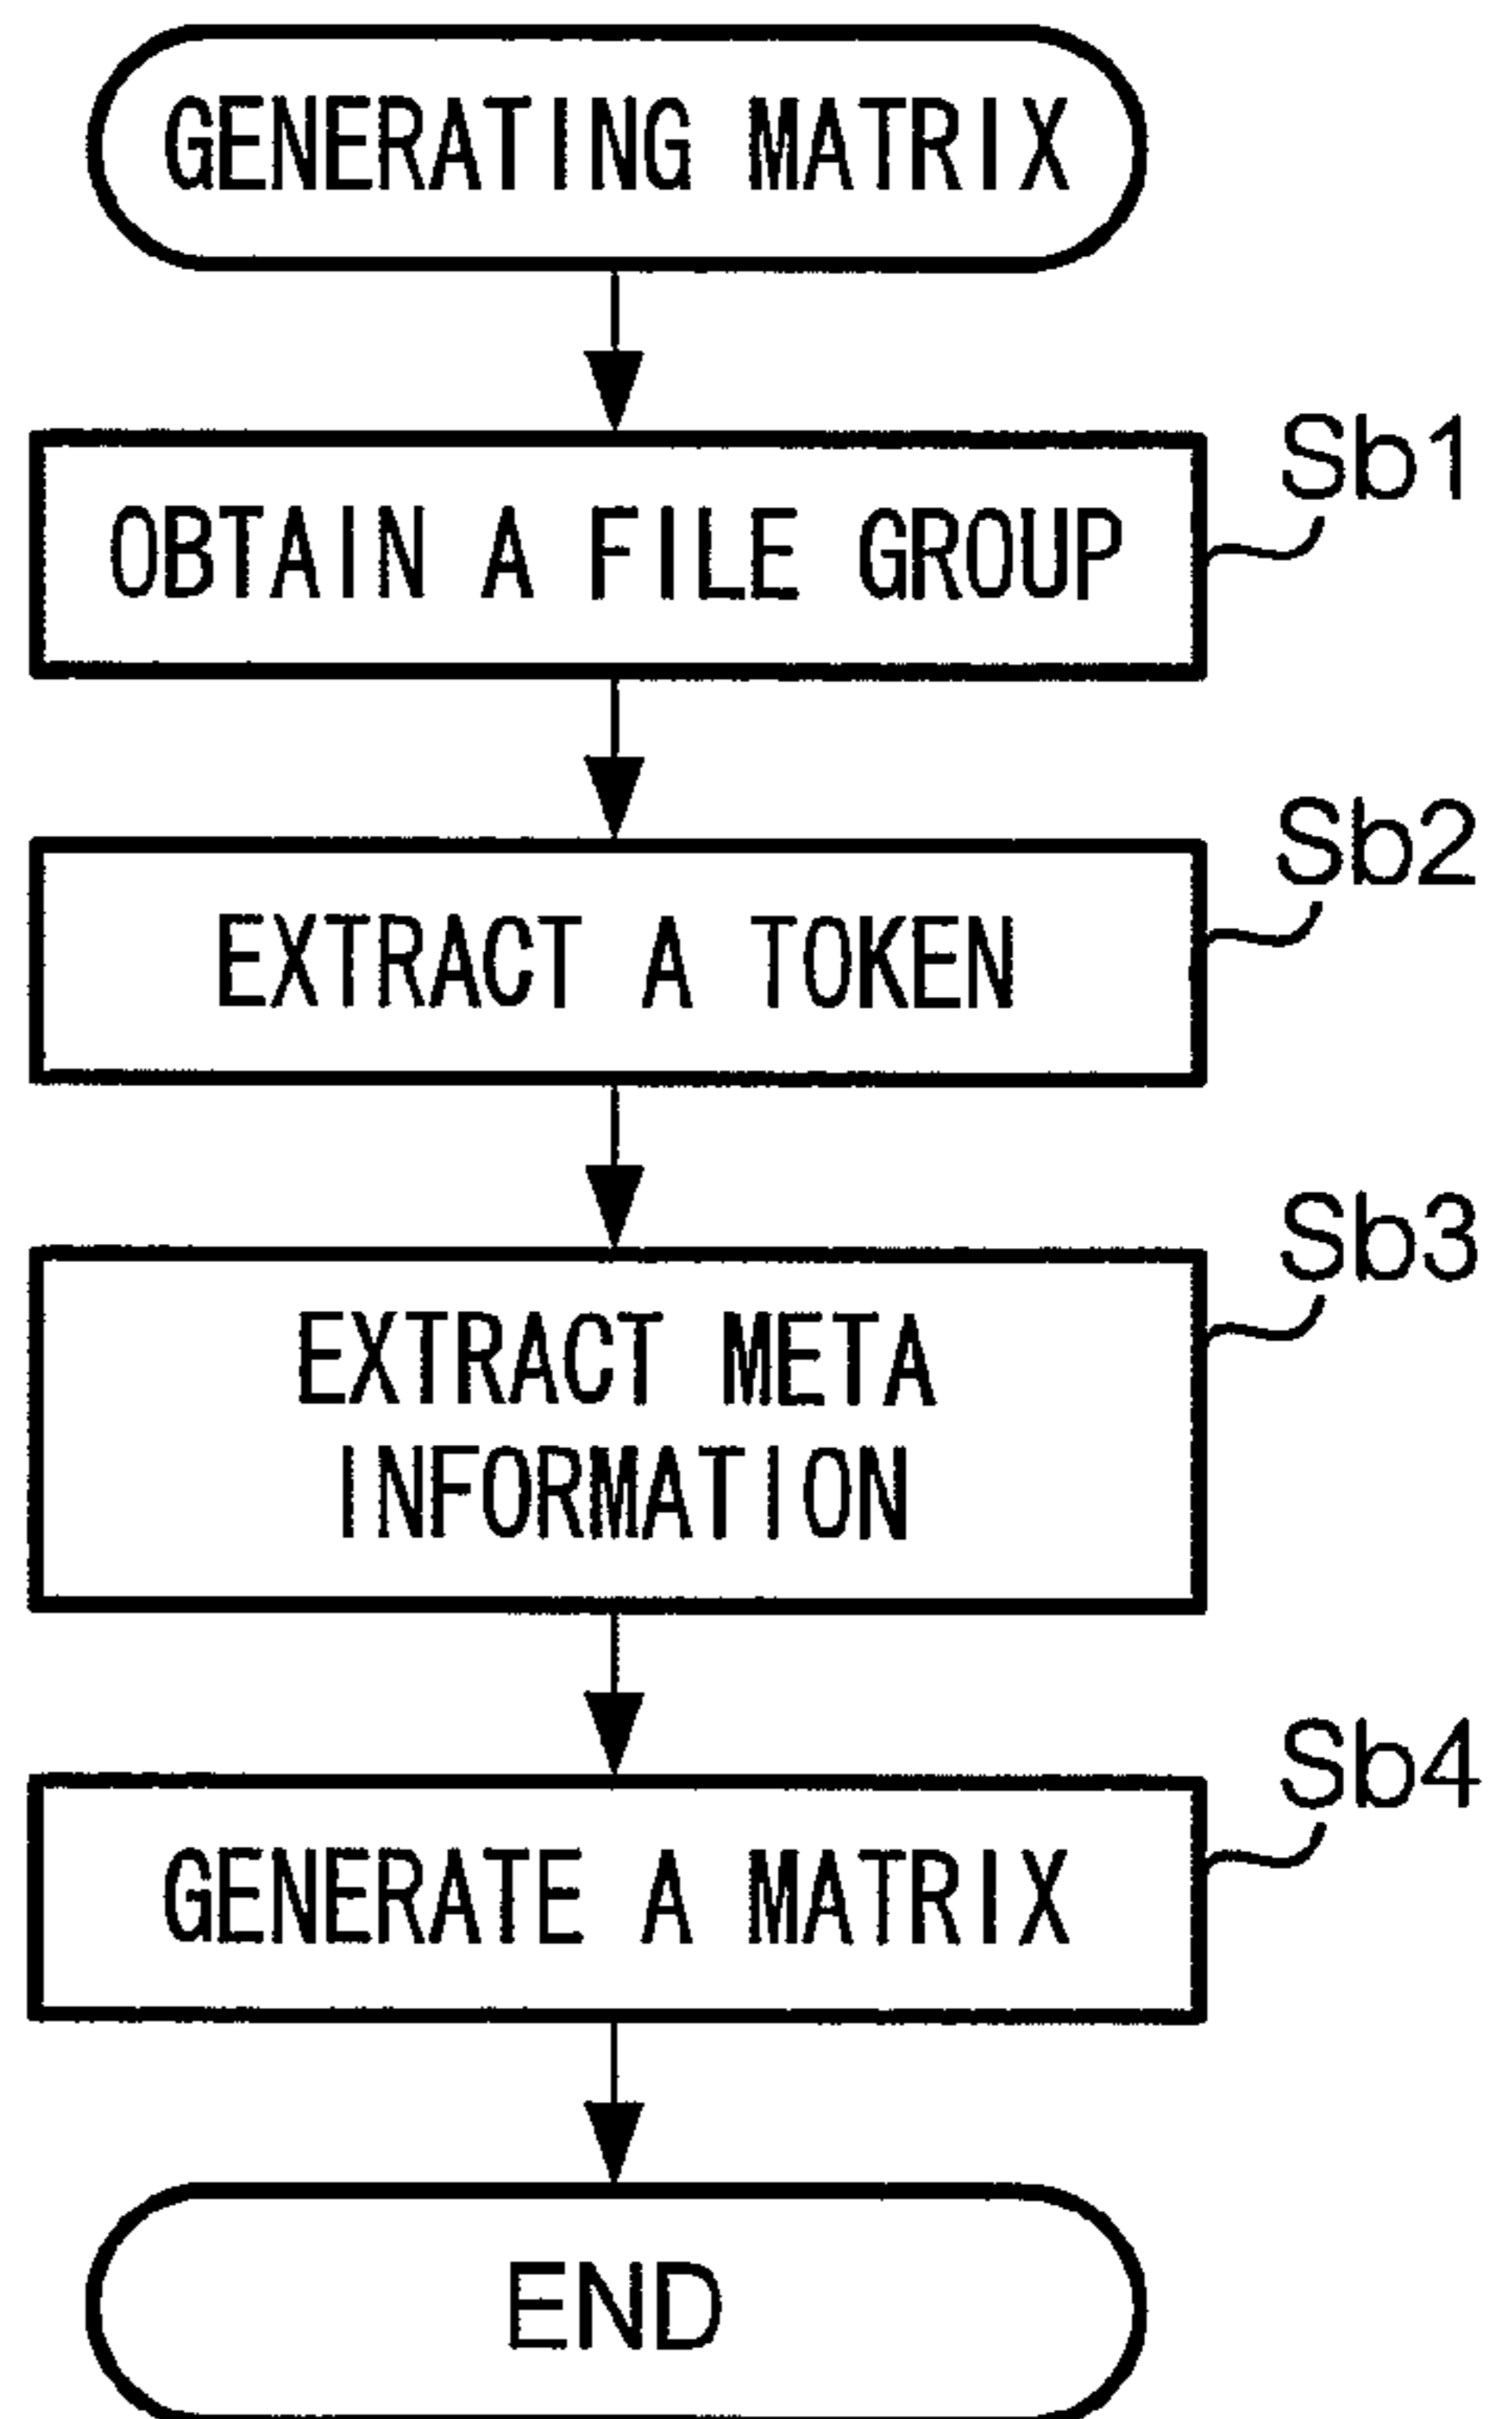 GENERATING MATRIX
Sb1
OBTAIN A FILE GROUP
Sb2
EXTRACT A TOKEN
Sb3
EXTRACT META
INFORMATION
Sb4
GENERATE A MATRIX
END